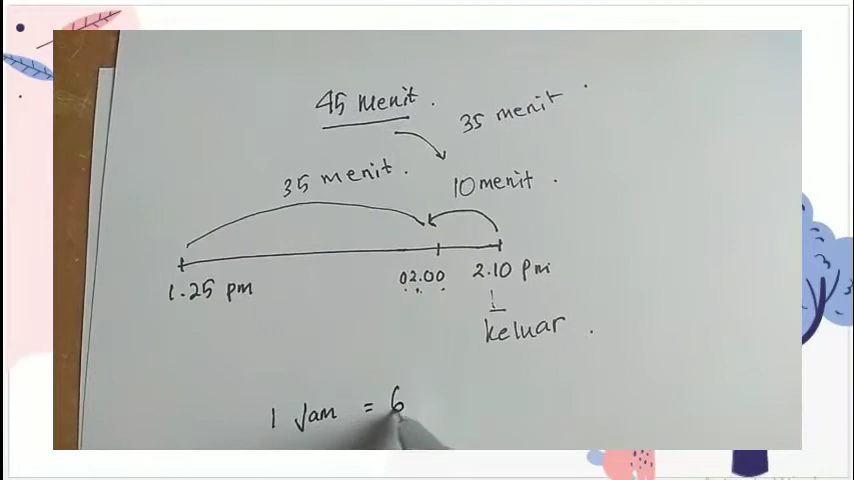 45 menit.
35 menit.
35 menit.
10 menit.
1.25 pm
02.00
2.10 pm
keluar.
1 Jam = 6